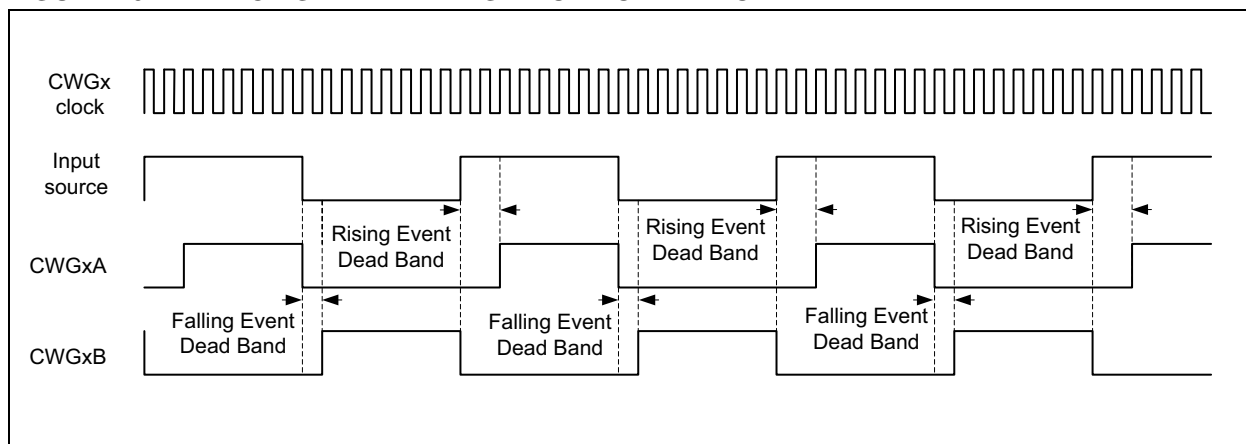 CWGx
clock
Input
source
Rising Event
Dead Band
Rising Event
Dead Band
Rising Event
Dead Band
CWGxA
Falling Event
Dead Band
Falling Event
Dead Band
Falling Event
Dead Band
CWGxB